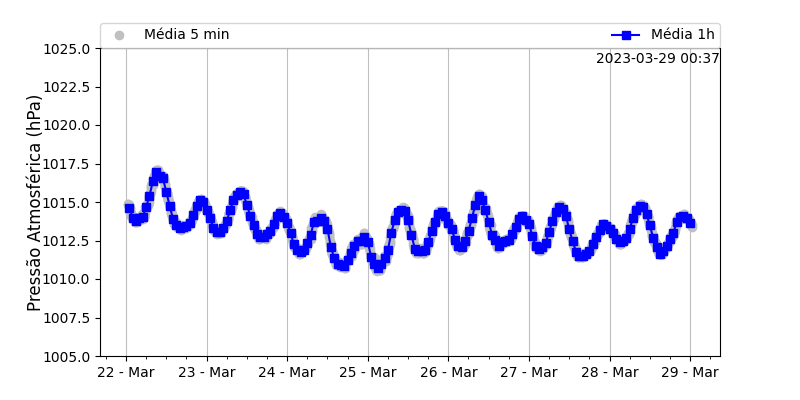 Média 5 min
Média 1h
2023-03-29 00:37
Pressão Atmosférica (hPa)
1025.0
1022.5
1020.0
1017.5
1015.0
1012.5
1010.0
1007.5
1005.0
22 - Mar
23 - Mar
24 - Mar
25 - Mar
26 - Mar
27 - Mar
28 - Mar
29 - Mar